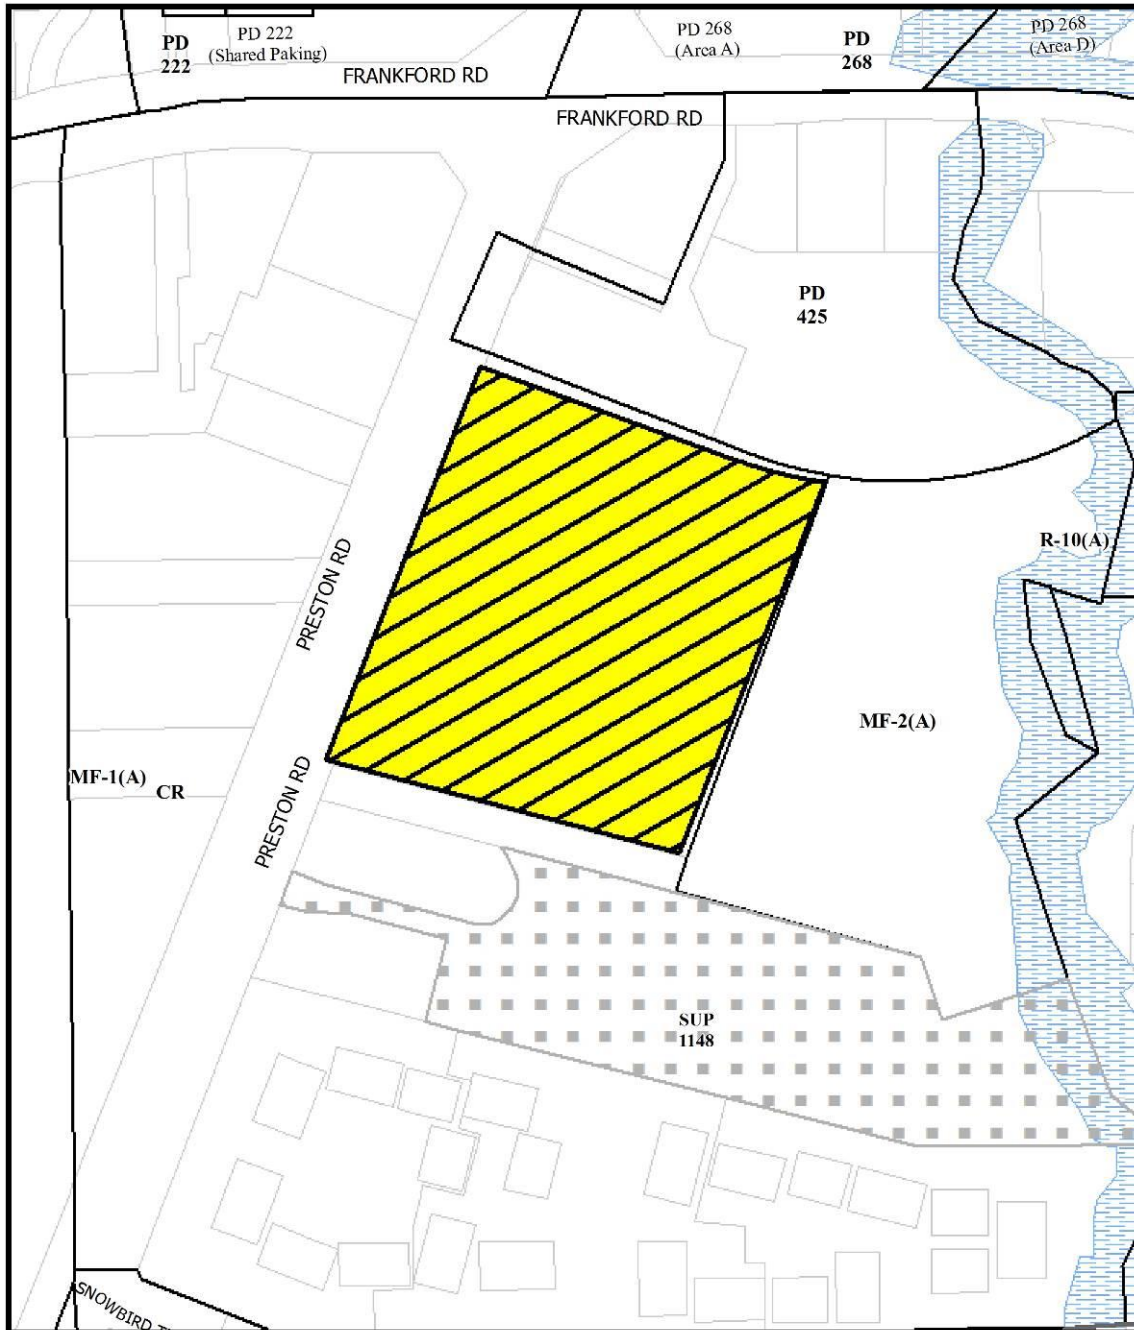 PD
222
PD 222
(Shared Paking)
PD 268
(Area A)
PD
268
PD 268
(Area D)
FRANKFORD RD
FRANKFORD RD
PD
425
R-10(A)
PRESTON RD
MF-2(A)
MF-1(A)
CR
PRESTON RD
SUP
1148
SNOWBIRD